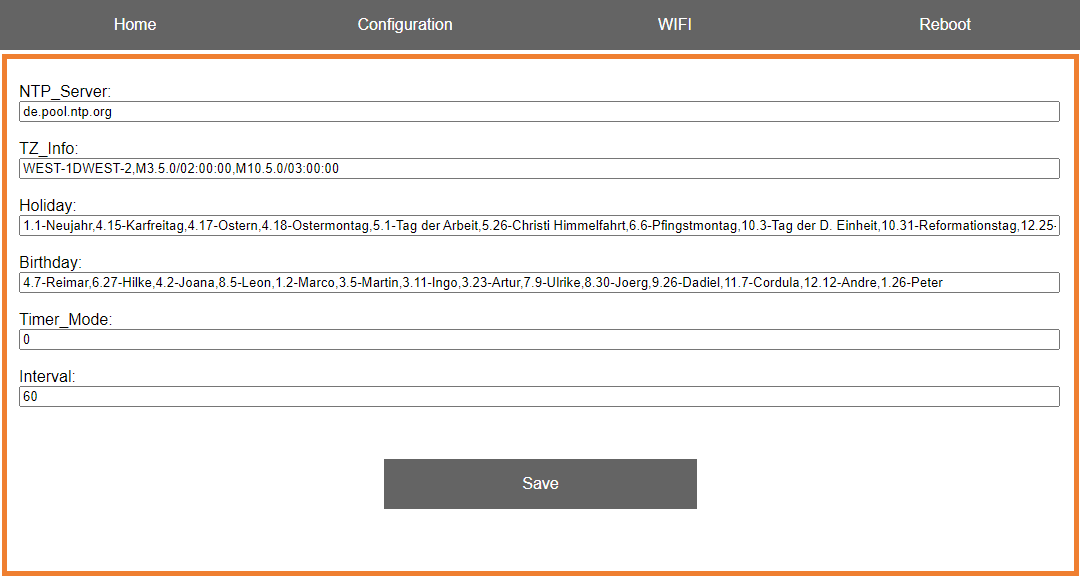 Home Configuration WIFI Reboot
NTP_Server:
de.pool.ntp.org
TZ_Info:
WEST-1DWEST-2,M3.5.0/02:00:00,M10.5.0/03:00:00
Holiday:
1.1-Neujahr,4.15-Karfreitag,4.17-Ostern,4.18-Ostermontag,5.1-Tag der Arbeit,5.26-Christi Himmelfahrt,6.6-Pfingstmontag,10.3-Tag der D. Einheit,10.31-Reformationstag,12.25-
Birthday:
4.7-Reimar,6.27-Hilke,4.2-Joana,8.5-Leon,1.2-Marco,3.5-Martin,3.11-Ingo,3.23-Artur,7.9-Ulrike,8.30-Joerg,9.26-Dadiel,11.7-Cordula,12.12-Andre,1.26-Peter
Timer_Mode:
0
Interval:
60
Save